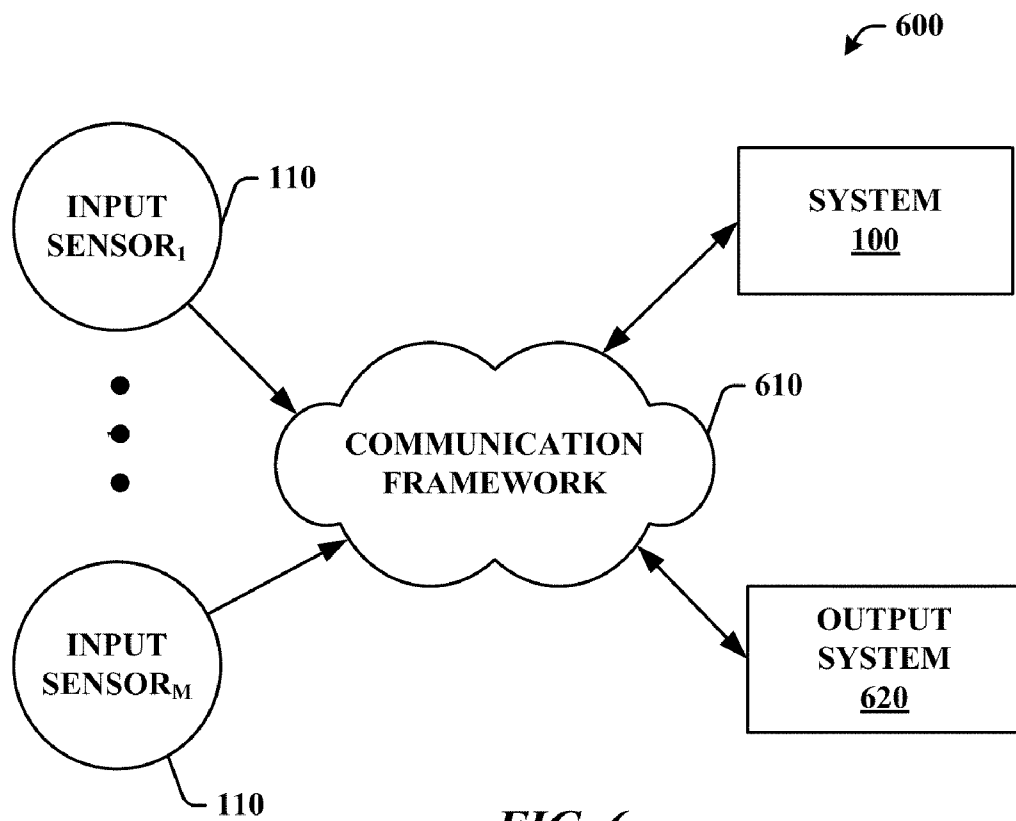 600
INPUT
SENSOR1
110
SYSTEM
100
610
COMMUNICATION
FRAMEWORK
INPUT
SENSORM
110
OUTPUT
SYSTEM
620
FIG. 6